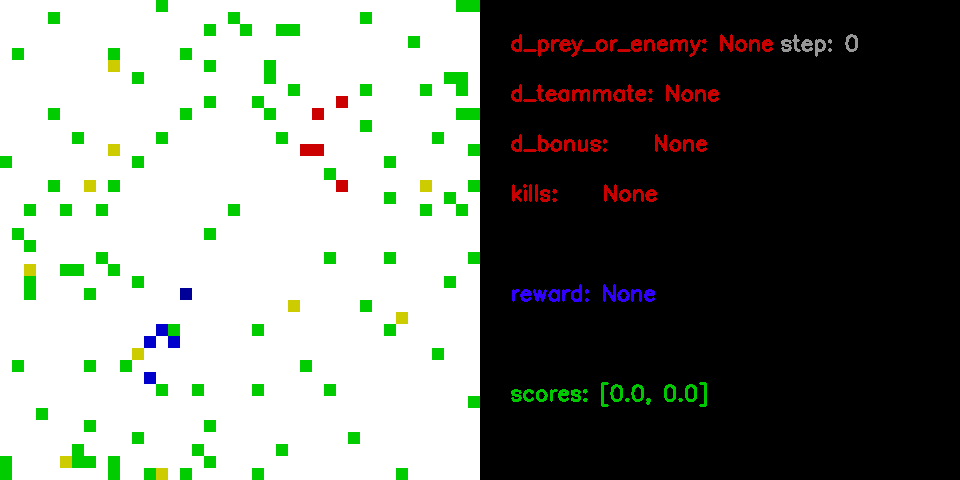 d_prey_or_enemy: None step: 0
d_teammate: None
d_bonus: None
kills: None
reward: None
scores: [0.0, 0.0]